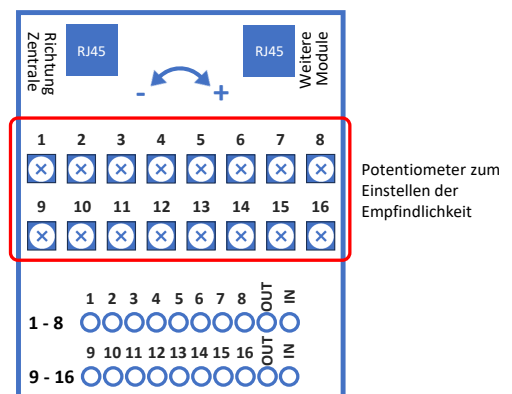 Richtung
Zentrale
RJ45
RJ45
Weitere
Module
- +
1 2 3 4 5 6 7 8
9 10 11 12 13 14 15 16
Potentiometer zum
Einstellen der
Empfindlichkeit
1 2 3 4 5 6 7 8 OUT IN
1 - 8
9 10 11 12 13 14 15 16 OUT IN
9 - 16